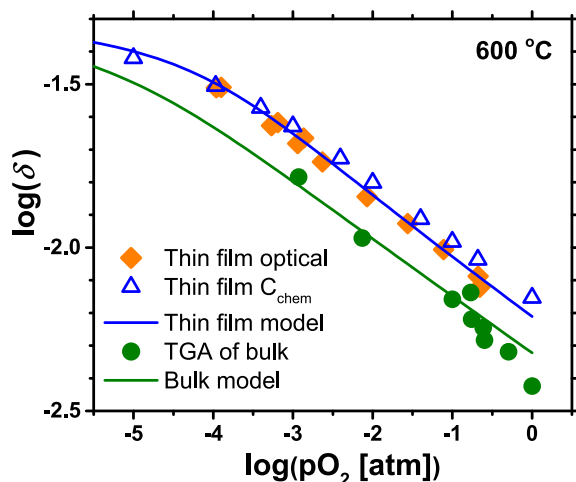 600 °C
-1.5
-2.0
-2.5
log(δ)
Thin film optical
Thin film C_chem
Thin film model
TGA of bulk
Bulk model
-5 -4 -3 -2 -1 0
log(pO₂ [atm])